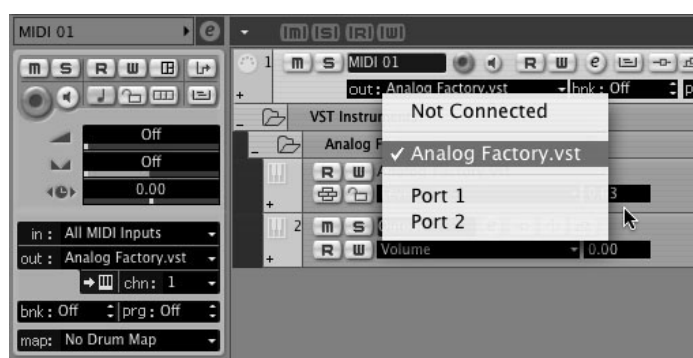 MIDI 01 e
m S R W
Off
Off
0.00
in : All MIDI Inputs
out : Analog Factory.vst
chn : 1
bnk : Off prg : Off
map: No Drum Map
- (m) (S) (R) (W)
1 m S MIDI 01 R W e
+ out : Analog Factory.vst bnk : Off
Not Connected
✓ Analog Factory.vst
Port 1
Port 2
- VST Instru
- Analog F
R W
+
2 m S
+ R W Volume 0.00